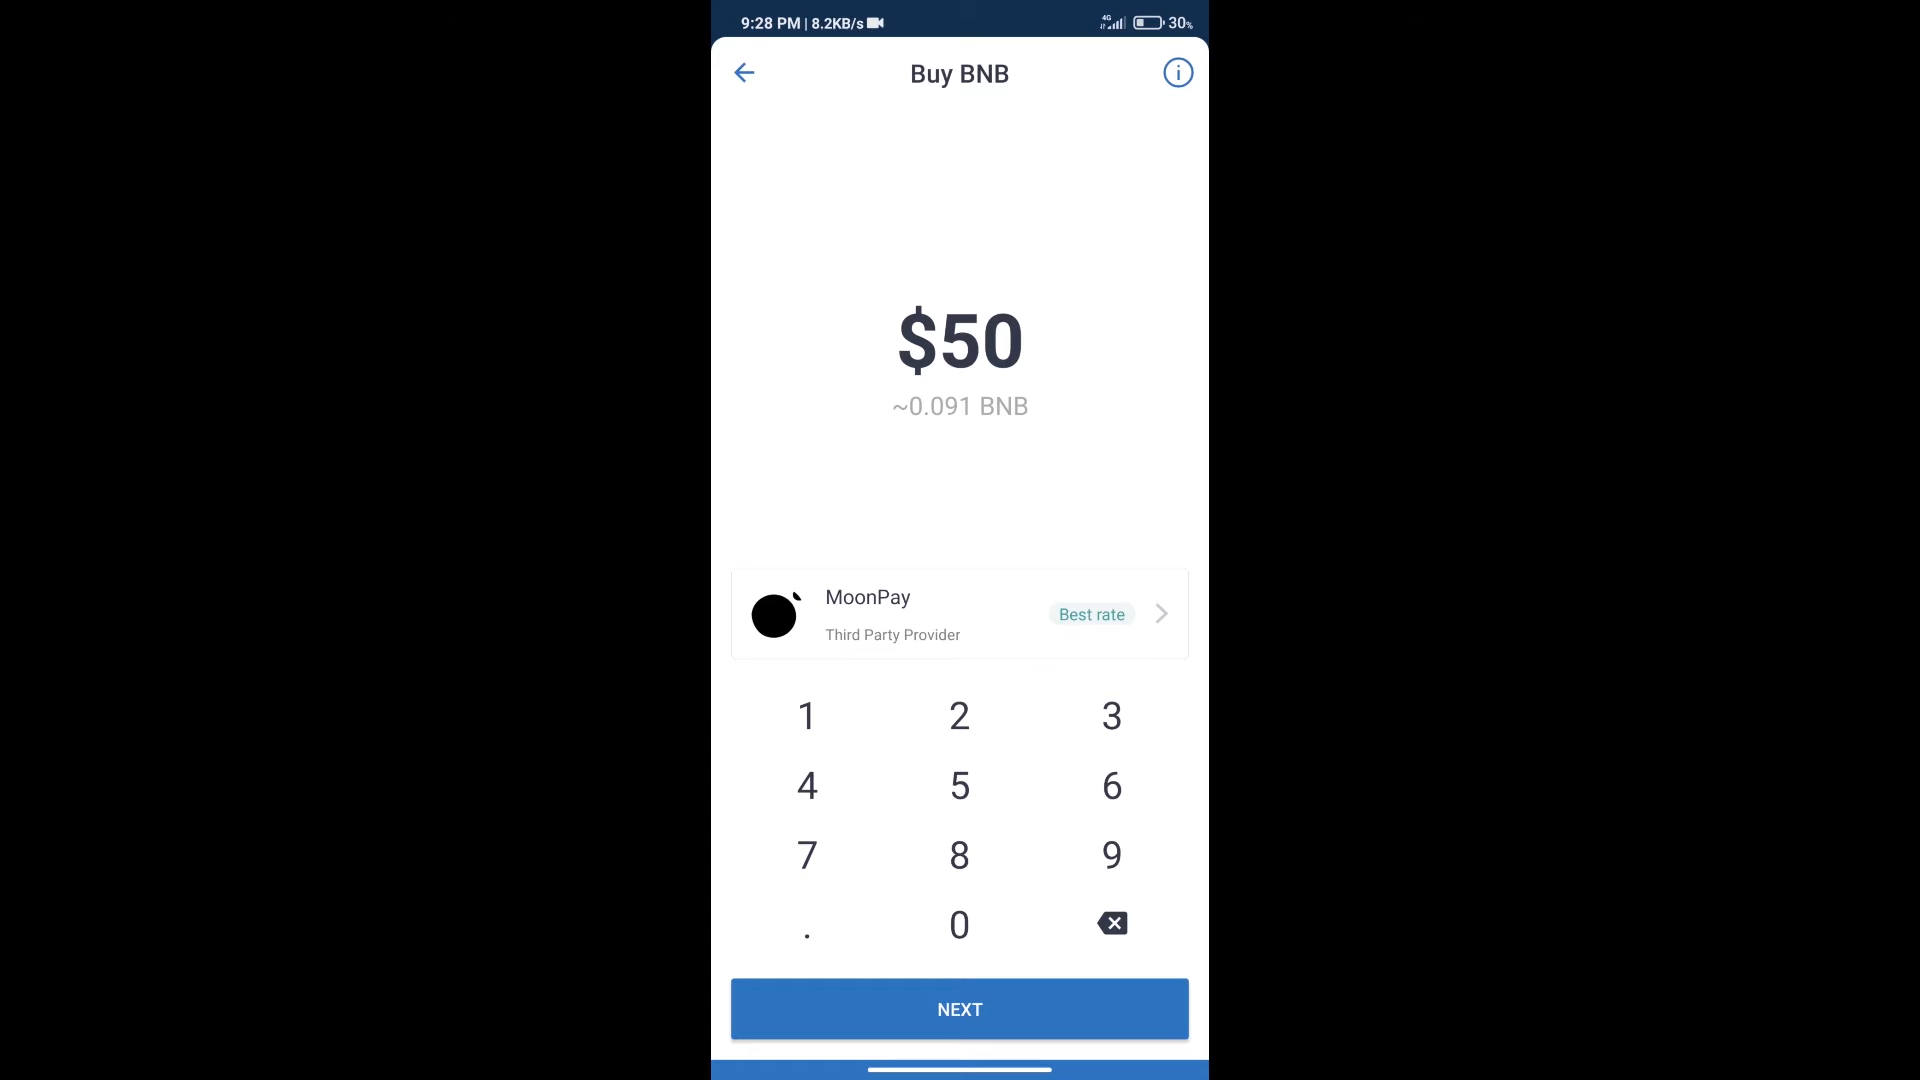 9:28 PM | 8.2KB/s
4G
30%
Buy BNB
$50
~0.091 BNB
MoonPay
Best rate
Third Party Provider
1 2 3
4 5 6
7 8 9
. 0
NEXT